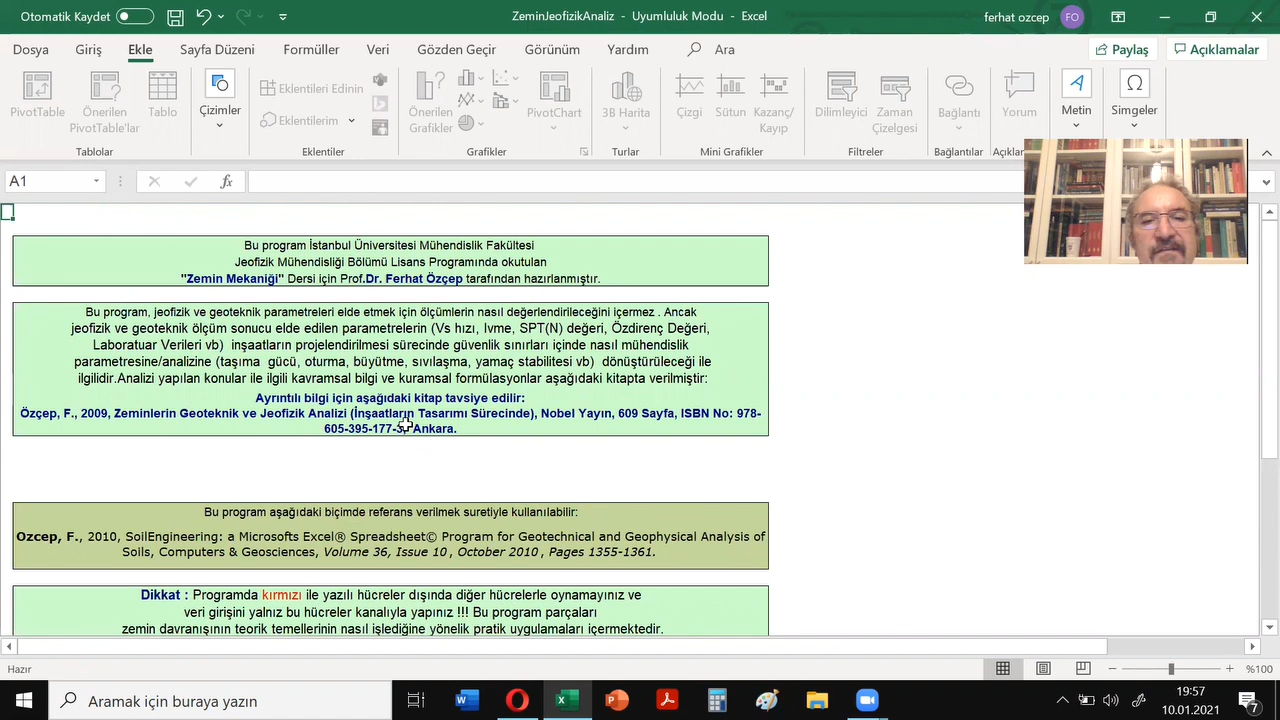 Otomatik Kaydet
ZeminJeofizikAnaliz - Uyumluluk Modu - Excel
ferhat ozcep
FO
Dosya Giriş Ekle Sayfa Düzeni Formüller Veri Gözden Geçir Görünüm Yardım Ara
Paylaş
Açıklamalar
PivotTable
Önerilen PivotTable'lar
Tablo
Tablolar
Çizimler
Eklentileri Edinin
Eklentilerim
Eklentiler
Önerilen Grafikler
PivotChart
Grafikler
3B Harita
Turlar
Çizgi
Sütun
Kazanç/ Kayıp
Mini Grafikler
Dilimleyici
Zaman Çizelgesi
Filtreler
Bağlantı
Bağlantılar
Yorum
Metin
Simgeler
A1
fx
Bu program İstanbul Üniversitesi Mühendislik Fakültesi
Jeofizik Mühendisliği Bölümü Lisans Programında okutulan
"Zemin Mekaniği" Dersi için Prof.Dr. Ferhat Özçep tarafından hazırlanmıştır.
Bu program, jeofizik ve geoteknik parametreleri elde etmek için ölçümlerin nasıl değerlendirileceğini içermez . Ancak
jeofizik ve geoteknik ölçüm sonucu elde edilen parametrelerin (Vs hızı, Ivme, SPT(N) değeri, Özdirenç Değeri,
Laboratuar Verileri vb) inşaatların projelendirilmesi sürecinde güvenlik sınırları içinde nasıl mühendislik
parametresine/analizine (taşıma gücü, oturma, büyütme, sıvılaşma, yamaç stabilitesi vb) dönüştürüleceği ile
ilgilidir.Analizi yapılan konular ile ilgili kavramsal bilgi ve kuramsal formülasyonlar aşağıdaki kitapta verilmiştir:
Ayrıntılı bilgi için aşağıdaki kitap tavsiye edilir:
Özçep, F., 2009, Zeminlerin Geoteknik ve Jeofizik Analizi (İnşaatların Tasarımı Sürecinde), Nobel Yayın, 609 Sayfa, ISBN No: 978-
605-395-177- Ankara.
Bu program aşağıdaki biçimde referans verilmek suretiyle kullanılabilir:
Ozcep, F., 2010, SoilEngineering: a Microsofts Excel® Spreadsheet© Program for Geotechnical and Geophysical Analysis of
Soils, Computers & Geosciences, Volume 36, Issue 10 , October 2010 , Pages 1355-1361.
Dikkat : Programda kırmızı ile yazılı hücreler dışında diğer hücrelerle oynamayınız ve
veri girişini yalnız bu hücreler kanalıyla yapınız !!! Bu program parçaları
zemin davranışının teorik temellerinin nasıl işlediğine yönelik pratik uygulamaları içermektedir.
Hazır
%100
Aramak için buraya yazın
19:57
10.01.2021
7